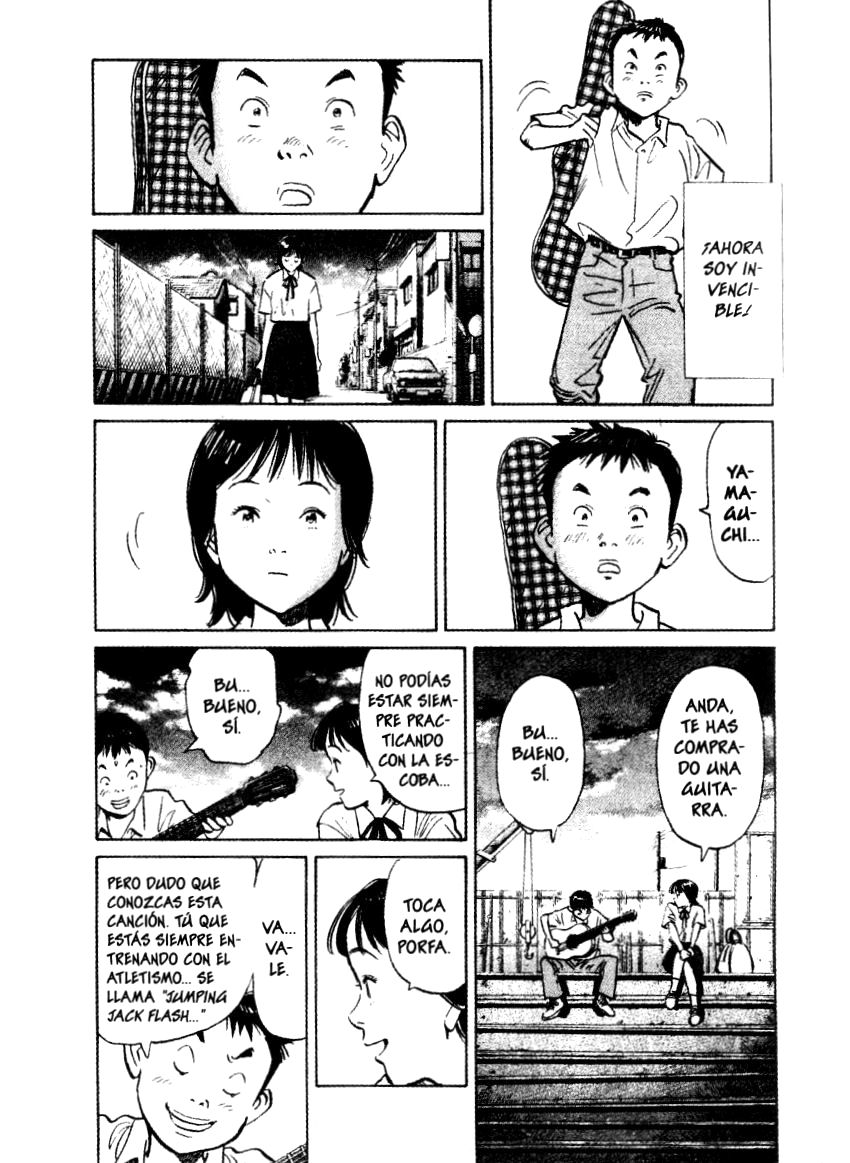 ¡AHORA
SOY IN-
VENCI-
BLE!
YA-
MA-
GU-
CHI...
ANDA,
TE HAS
COMPRA-
DO UNA
GUITA-
RRA.
BU...
BUENO,
SÍ.
NO PODÍAS
ESTAR SIEM-
PRE PRAC-
TICANDO
CON LA ES-
COBA...
BU...
BUENO,
SÍ.
TOCA
ALGO,
PORFA.
VA...
VA-
LE.
PERO DUDO QUE
CONOZCAS ESTA
CANCIÓN. TÚ QUE
ESTÁS SIEMPRE EN-
TRENANDO CON EL
ATLETISMO... SE
LLAMA "JUMPING
JACK FLASH..."